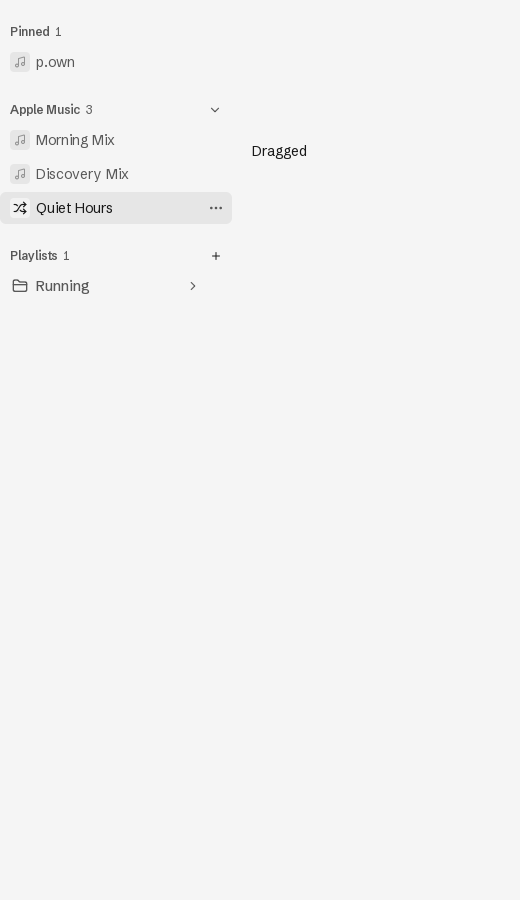 Pinned 1
p.own
Apple Music 3
Morning Mix
Dragged
Discovery Mix
Quiet Hours
Playlists 1
Running